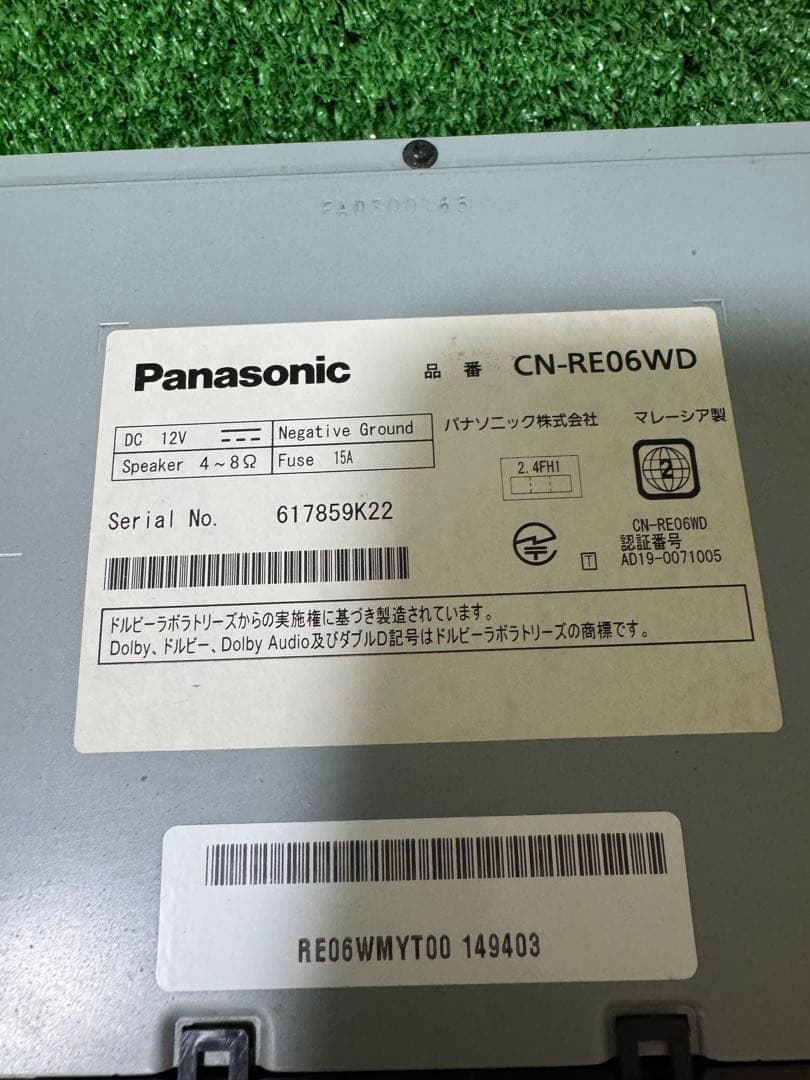 FA0300165
Panasonic 品 番 CN-RE06WD
DC 12V Negative Ground
Speaker 4~8Ω Fuse 15A
パナソニック株式会社 マレーシア製
2.4FH1
2
Serial No. 617859K22
CN-RE06WD
認証番号
T AD19-0071005
ドルビーラボラトリーズからの実施権に基づき製造されています。
Dolby、ドルビー、Dolby Audio及びダブルD記号はドルビーラボラトリーズの商標です。
RE06WMYT00 149403